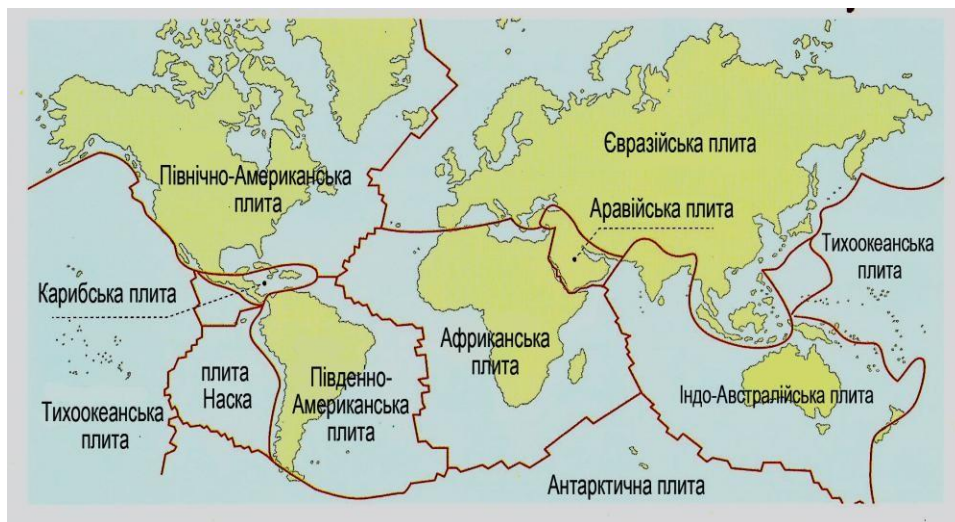 Євразійська плита
Північно-Американська
плита
Аравійська плита
Тихоокеанська
плита
Карибська плита
Африканська
плита
плита
Наска
Південно-
Американська
плита
Індо-Австралійська плита
Тихоокеанська
плита
Антарктична плита